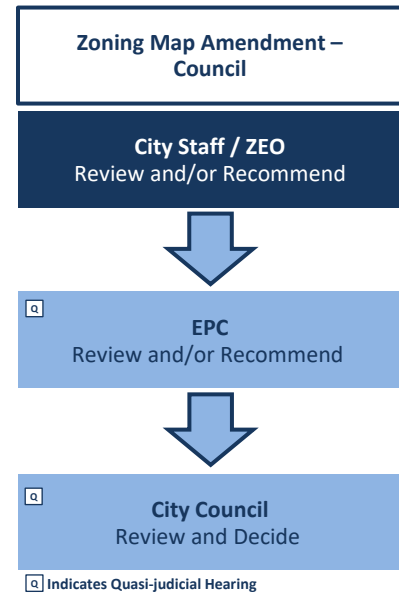 Zoning Map Amendment –
Council
City Staff / ZEO
Review and/or Recommend
Q
EPC
Review and/or Recommend
Q
City Council
Review and Decide
Q Indicates Quasi-judicial Hearing